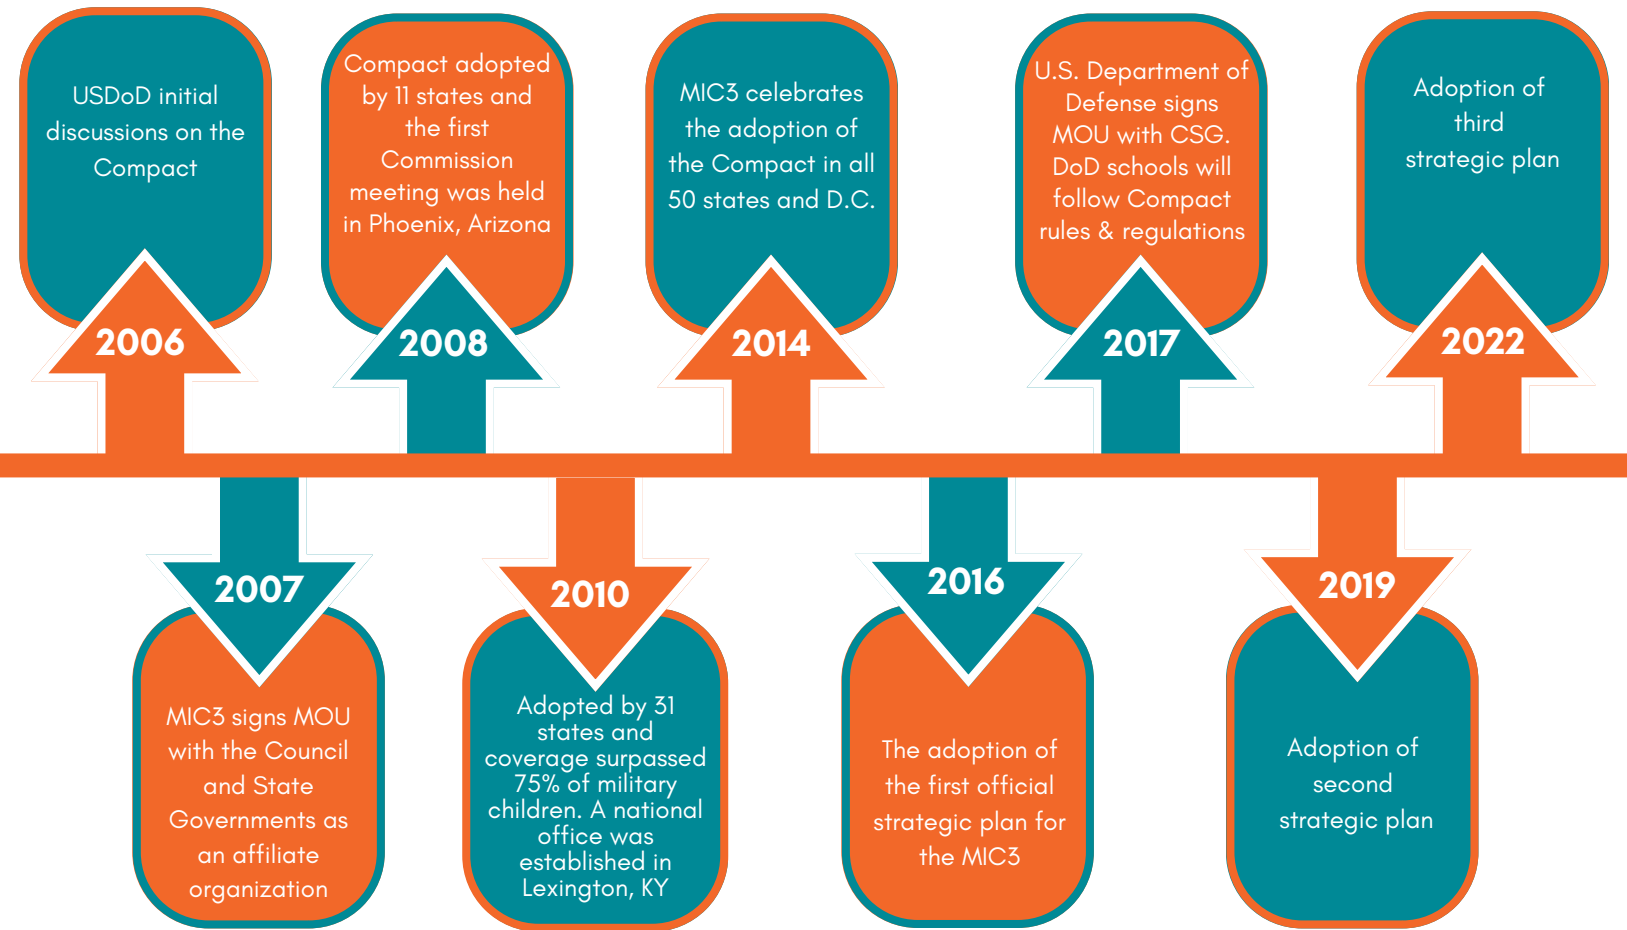 USDoD initial
discussions on the
Compact
2006
MIC3 signs MOU
with the Council
and State
Governments as
an affiliate
organization
2007
Compact adopted
by 11 states and
the first
Commission
meeting was held
in Phoenix, Arizona
2008
Adopted by 31
states and
coverage surpassed
75% of military
children. A national
office was
established in
Lexington, KY
2010
MIC3 celebrates
the adoption of
the Compact in all
50 states and D.C.
2014
The adoption of
the first official
strategic plan for
the MIC3
2016
U.S. Department of
Defense signs
MOU with CSG.
DoD schools will
follow Compact
rules & regulations
2017
Adoption of
second
strategic plan
2019
Adoption of
third
strategic plan
2022